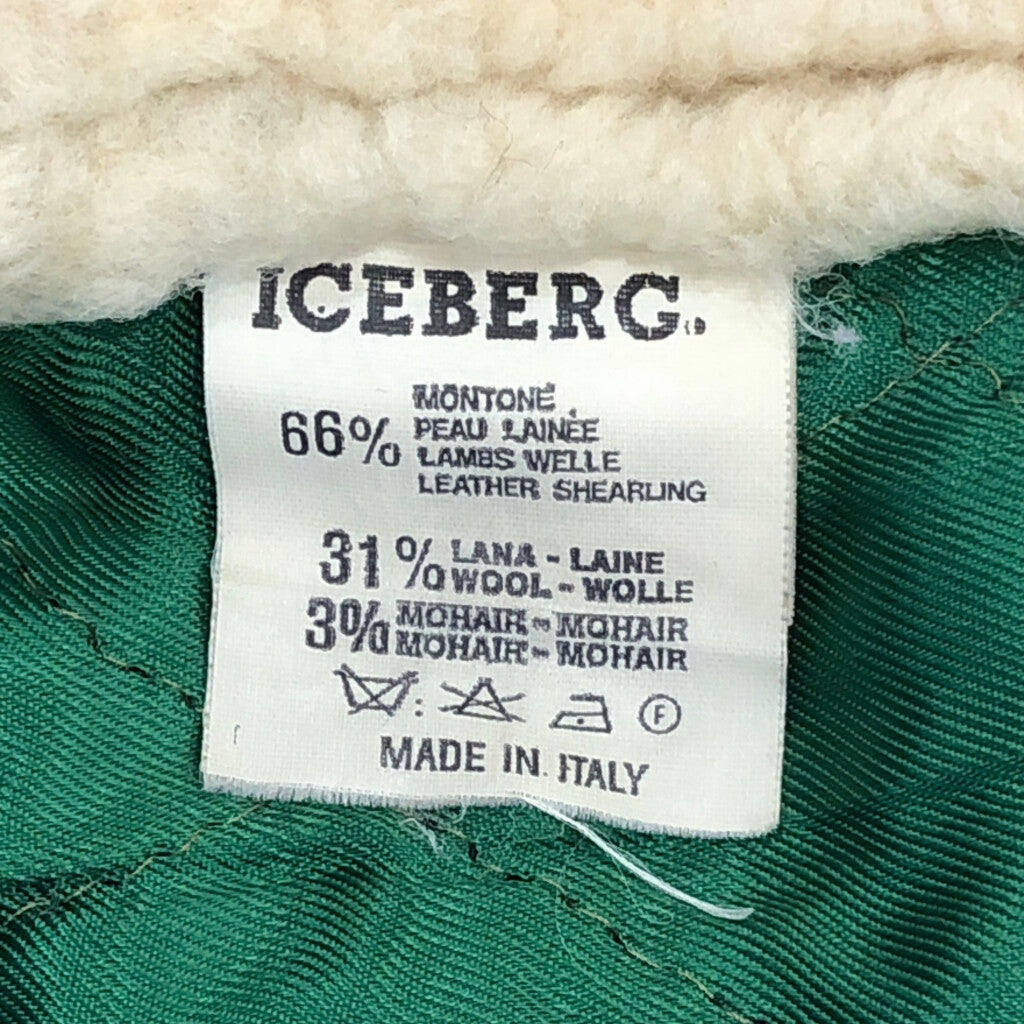 ICEBERG.
66% MONTONE
PEAU LAINÉE
LAMBS WELLE
LEATHER SHEARLING
31% LANA - LAINE
WOOL - WOLLE
3% MOHAIR - MOHAIR
MOHAIR - MOHAIR
F
MADE IN ITALY